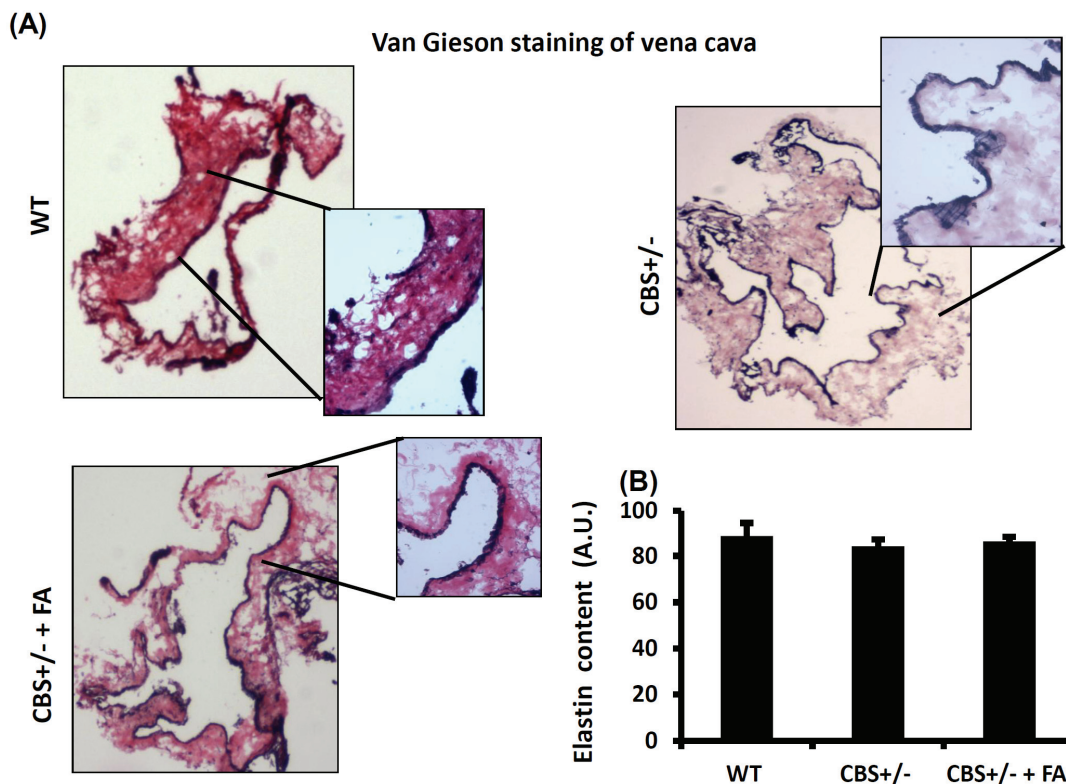 (A)
Van Gieson staining of vena cava
WT
CBS+/-
CBS+/- + FA
(B)
Elastin content (A.U.)
100
80
60
40
20
0
WT
CBS+/-
CBS+/- + FA